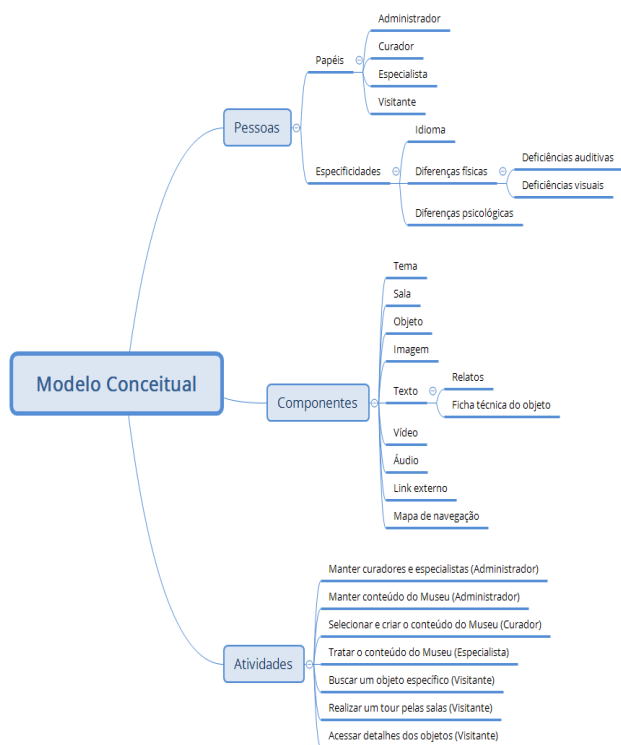 Modelo Conceitual
Pessoas
Papéis
Administrador
Curador
Especialista
Visitante
Especificidades
Idioma
Diferenças físicas
Deficiências auditivas
Deficiências visuais
Diferenças psicológicas
Componentes
Tema
Sala
Objeto
Imagem
Texto
Relatos
Ficha técnica do objeto
Vídeo
Áudio
Link externo
Mapa de navegação
Atividades
Manter curadores e especialistas (Administrador)
Manter conteúdo do Museu (Administrador)
Selecionar e criar o conteúdo do Museu (Curador)
Tratar o conteúdo do Museu (Especialista)
Buscar um objeto específico (Visitante)
Realizar um tour pelas salas (Visitante)
Acessar detalhes dos objetos (Visitante)